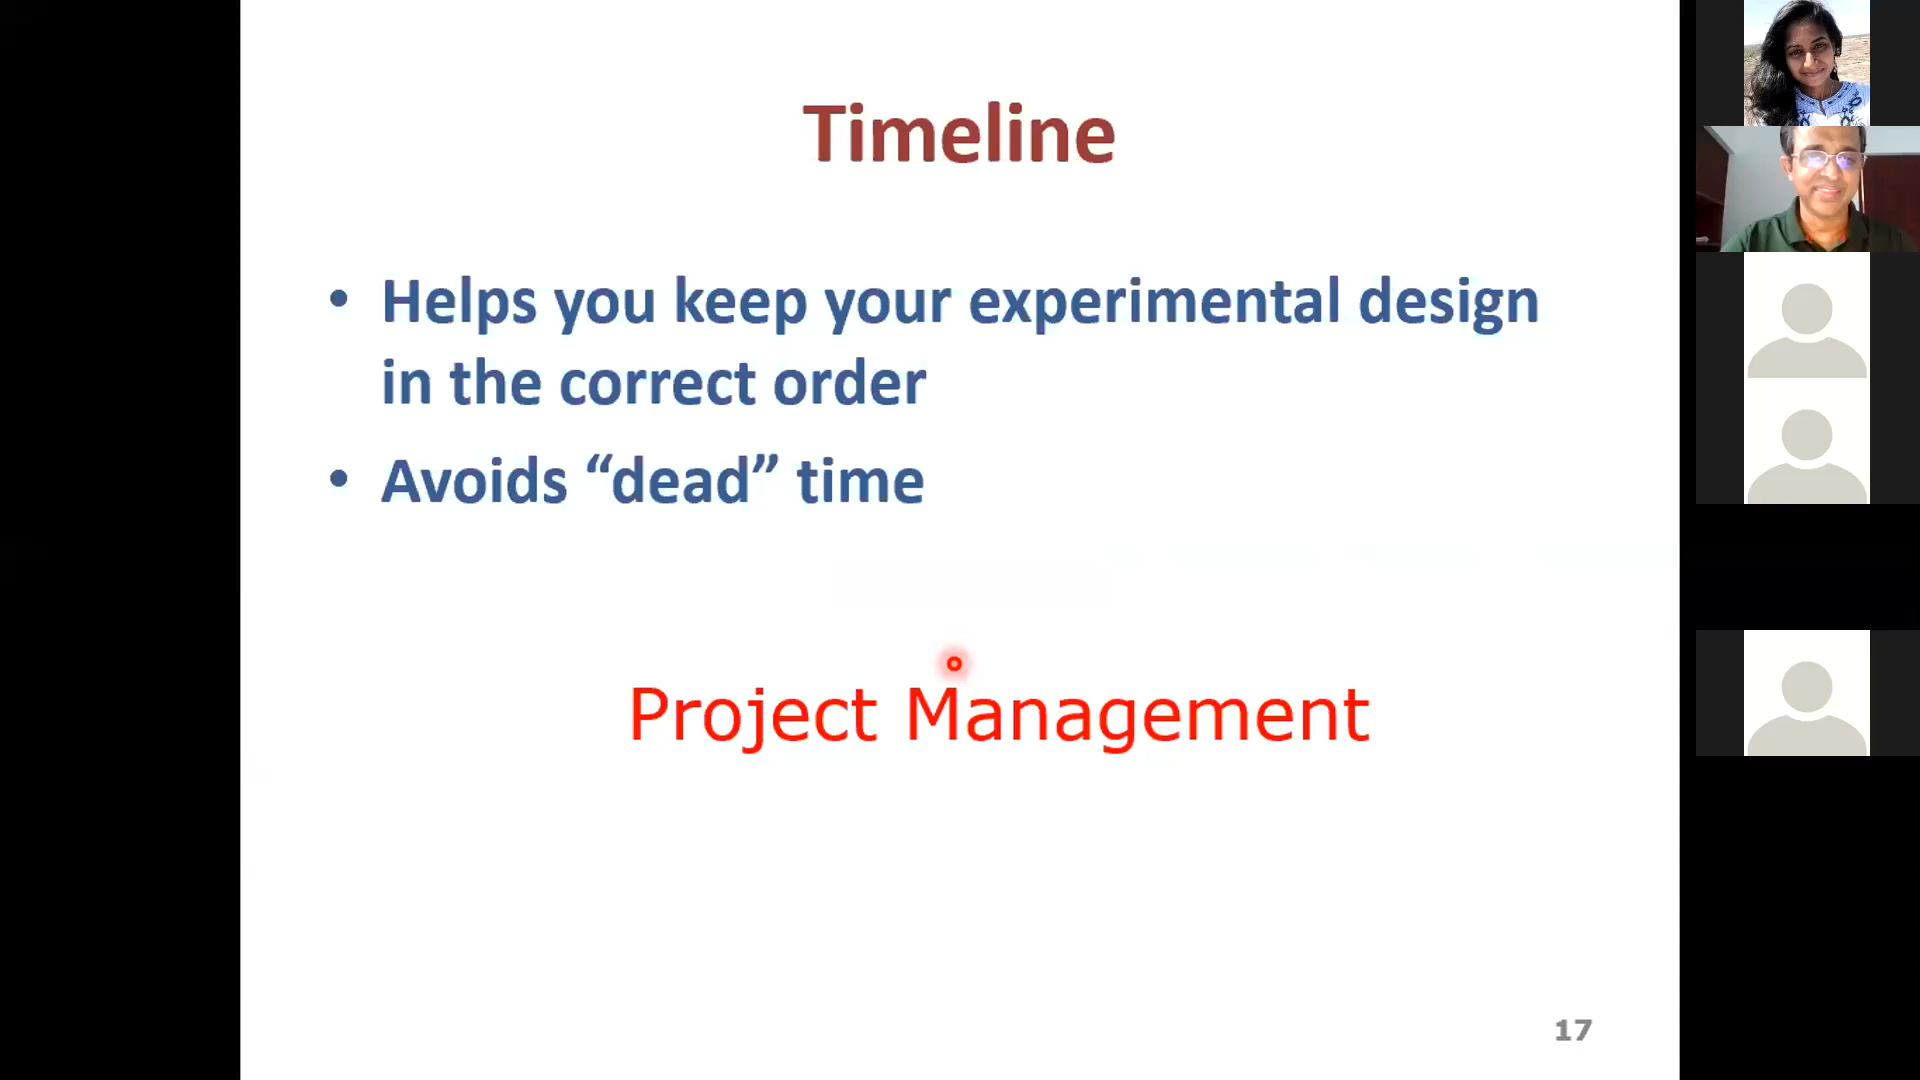 Timeline
• Helps you keep your experimental design
in the correct order
• Avoids “dead” time
Project Management
17